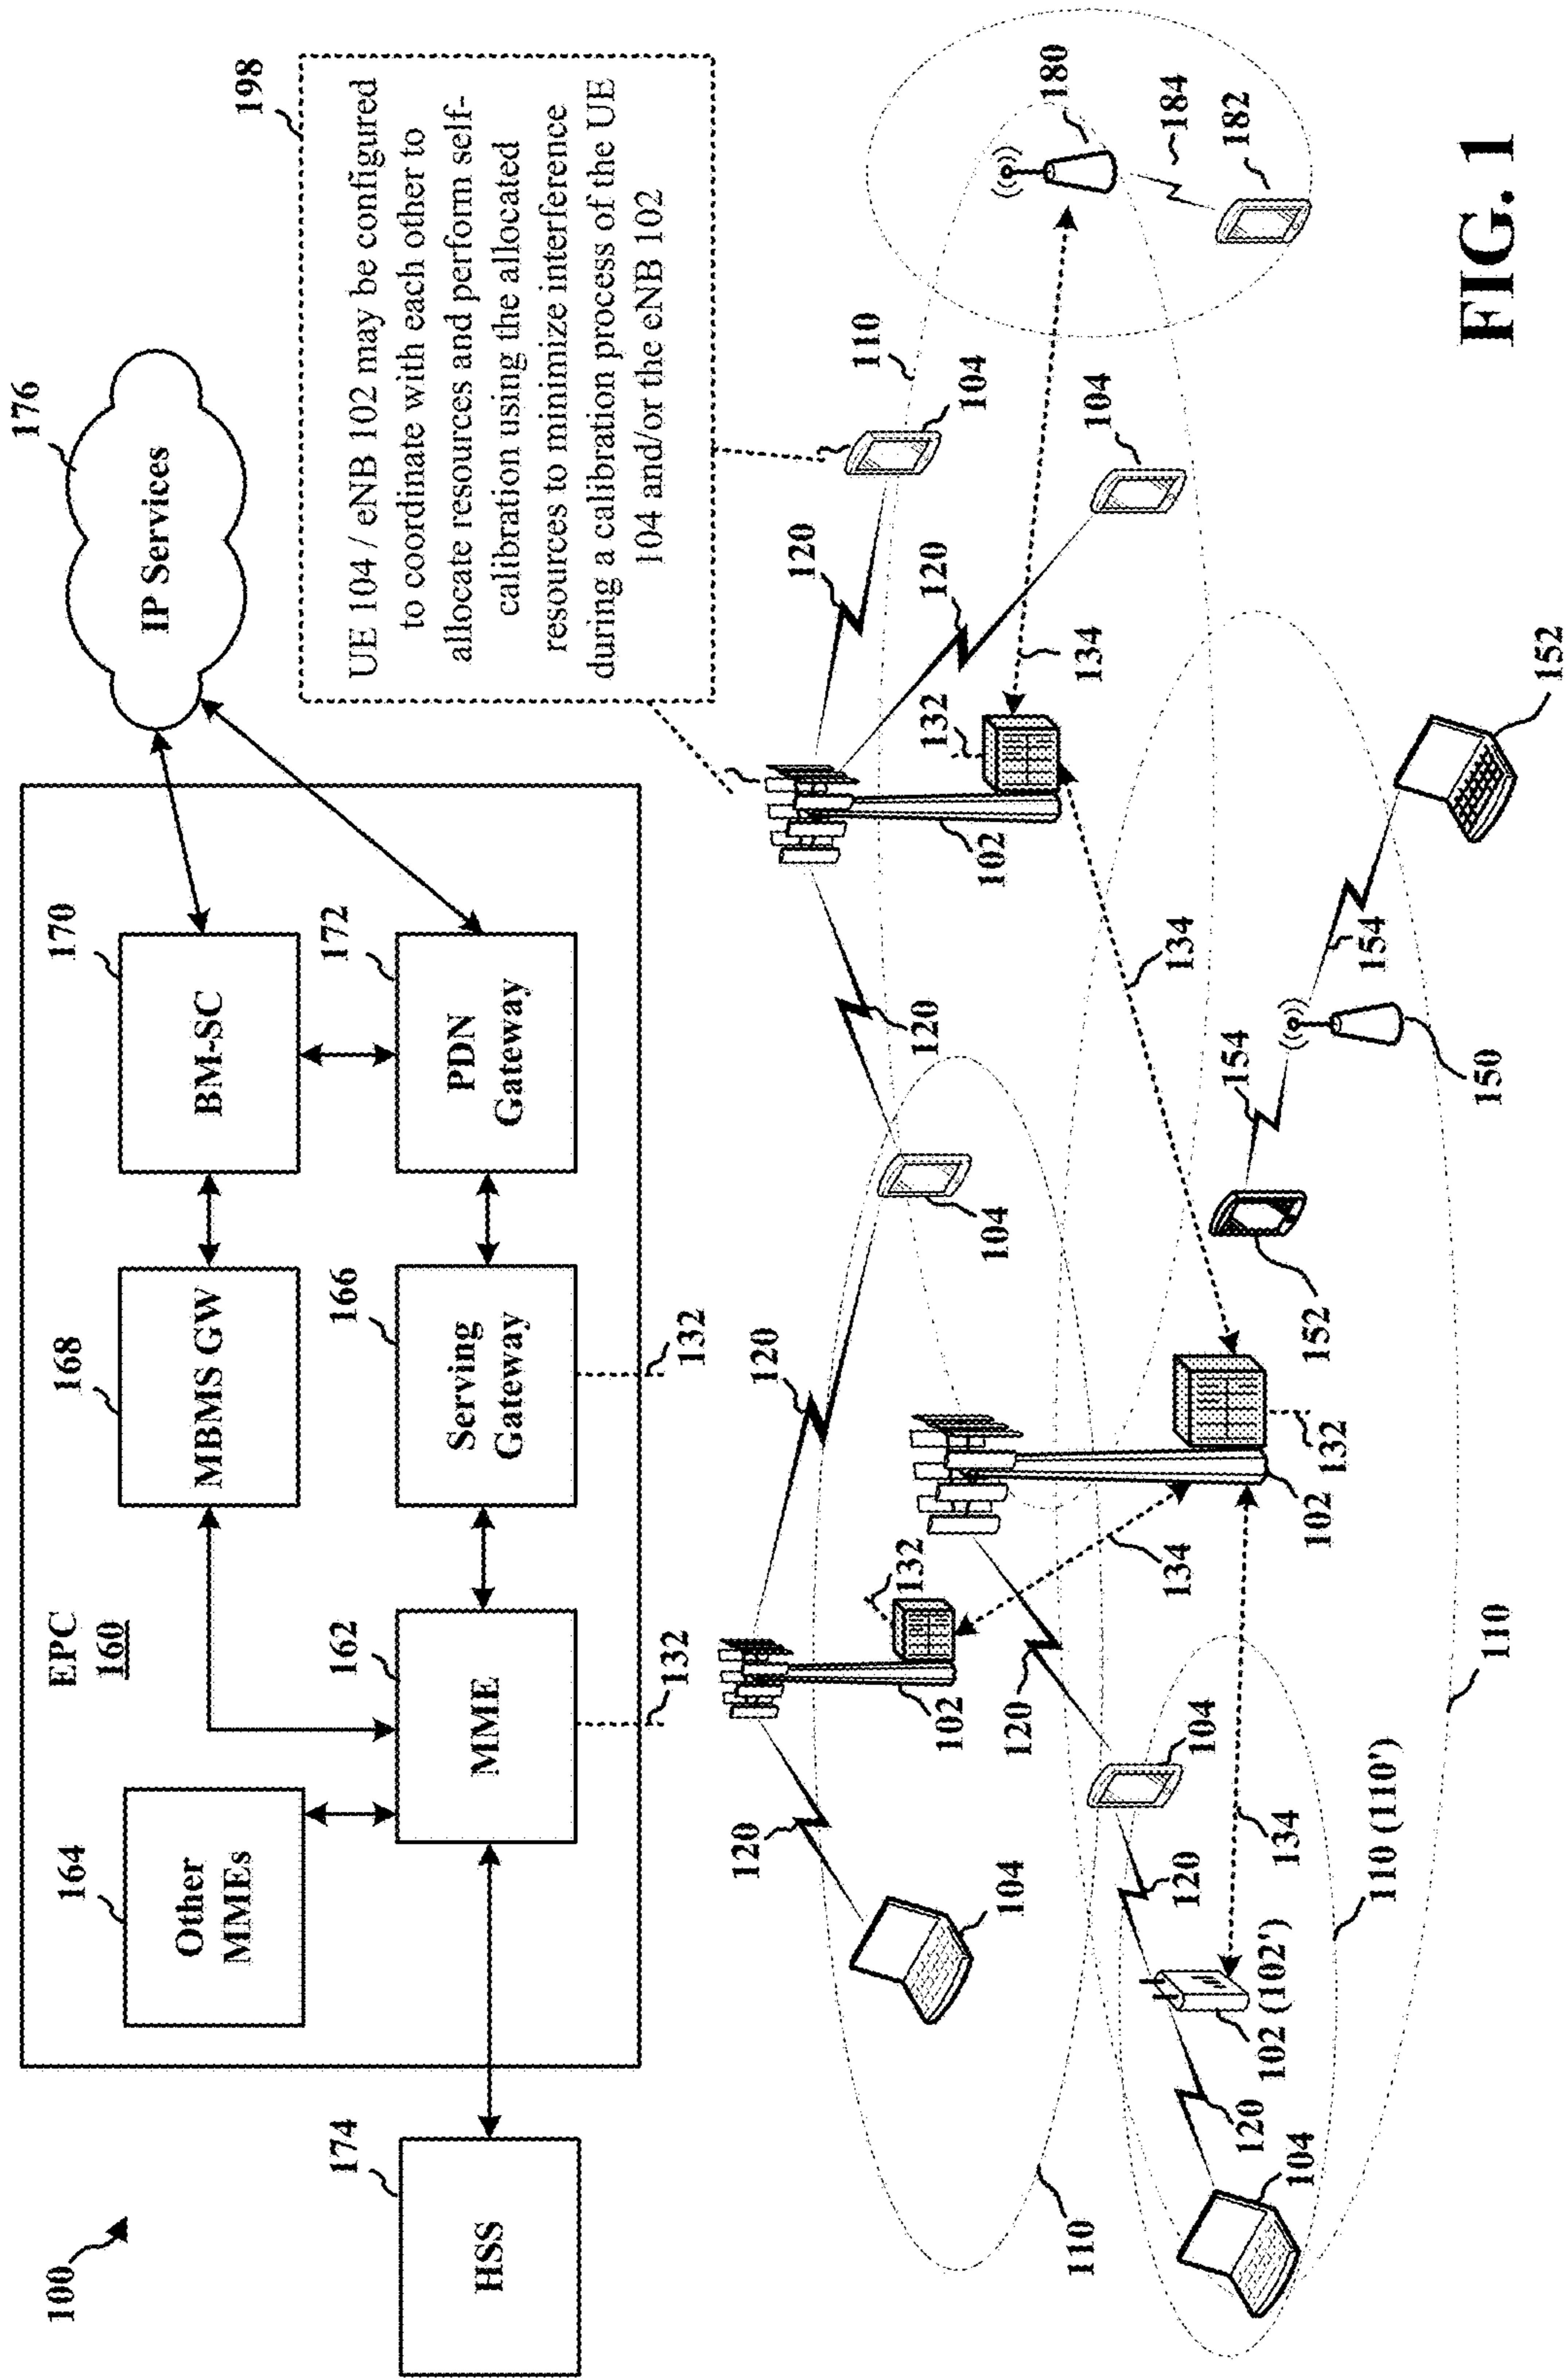 100
EPC
160
164
Other
MMEs
168
MBMS GW
170
BM-SC
176
IP Services
174
HSS
162
MME
166
Serving
Gateway
172
PDN
Gateway
132
132
198
UE 104 / eNB 102 may be configured
to coordinate with each other to
allocate resources and perform self-
calibration using the allocated
resources to minimize interference
during a calibration process of the UE
104 and/or the eNB 102
120
104
120
102
132
120
104
120
102
132
134
120
120
110
104
104
134
110
180
184
182
110
104
120
102 (102')
120
104
120
134
110 (110')
134
102
132
134
152
154
150
154
152
110
FIG. 1